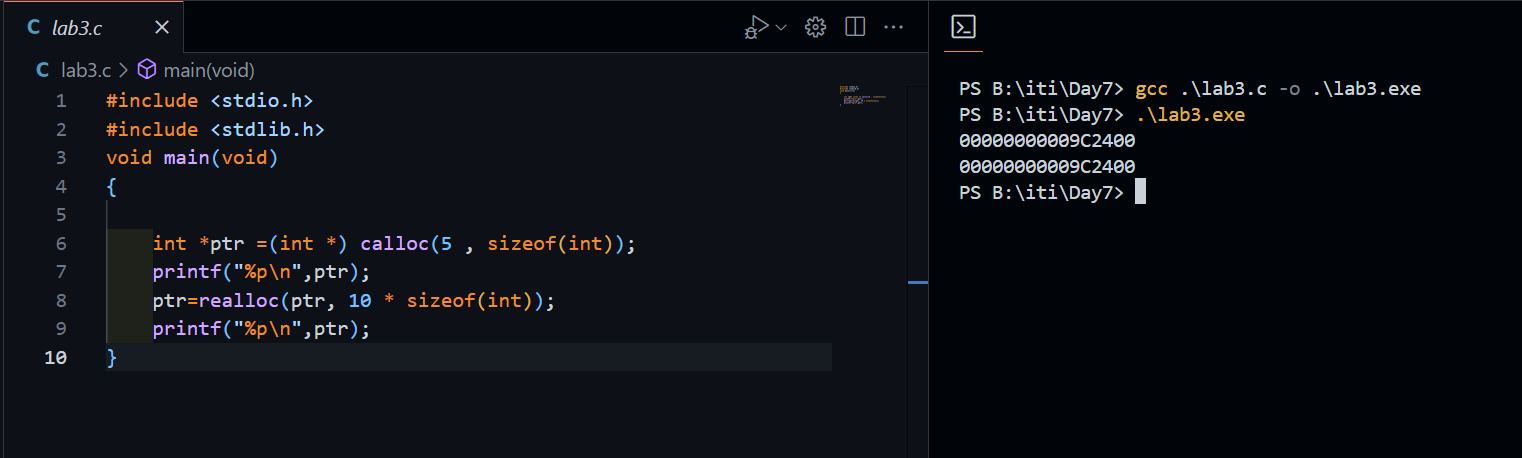 C lab3.c
C lab3.c > main(void)
1 #include <stdio.h>
2 #include <stdlib.h>
3 void main(void)
4 {
5
6 int *ptr =(int *) calloc(5 , sizeof(int));
7 printf("%p\n",ptr);
8 ptr=realloc(ptr, 10 * sizeof(int));
9 printf("%p\n",ptr);
10 }
PS B:\iti\Day7> gcc .\lab3.c -o .\lab3.exe
PS B:\iti\Day7> .\lab3.exe
00000000009C2400
00000000009C2400
PS B:\iti\Day7>